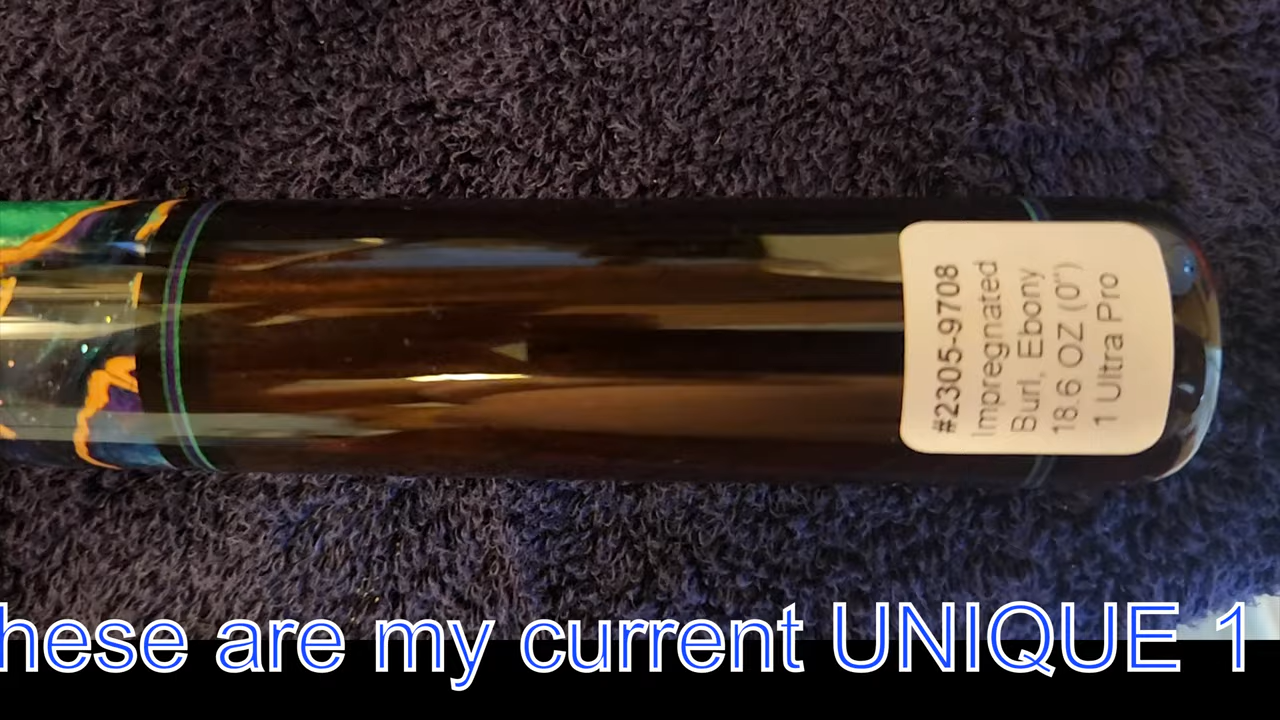 #2305-9708
Impregnated
Burl, Ebony
18.6 OZ (0")
1 Ultra Pro
hese are my current UNIQUE 1